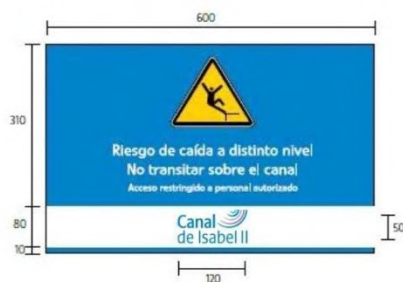 600
310
Riesgo de caída a distinto nivel
No transitar sobre el canal
Acceso restringido a personal autorizado
80
Canal
de Isabel II
50
10
120